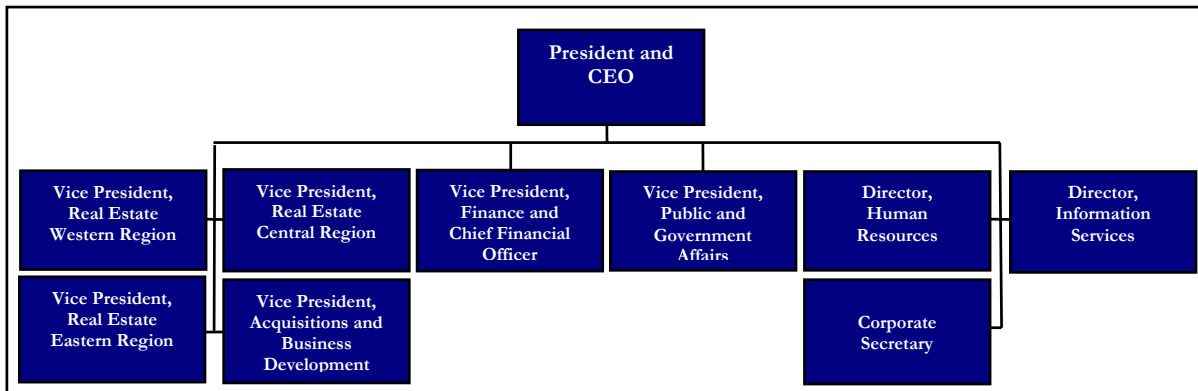 President and
CEO
Vice President,
Real Estate
Western Region
Vice President,
Real Estate
Central Region
Vice President,
Finance and
Chief Financial
Officer
Vice President,
Public and
Government
Affairs
Director,
Human
Resources
Director,
Information
Services
Vice President,
Real Estate
Eastern Region
Vice President,
Acquisitions and
Business
Development
Corporate
Secretary